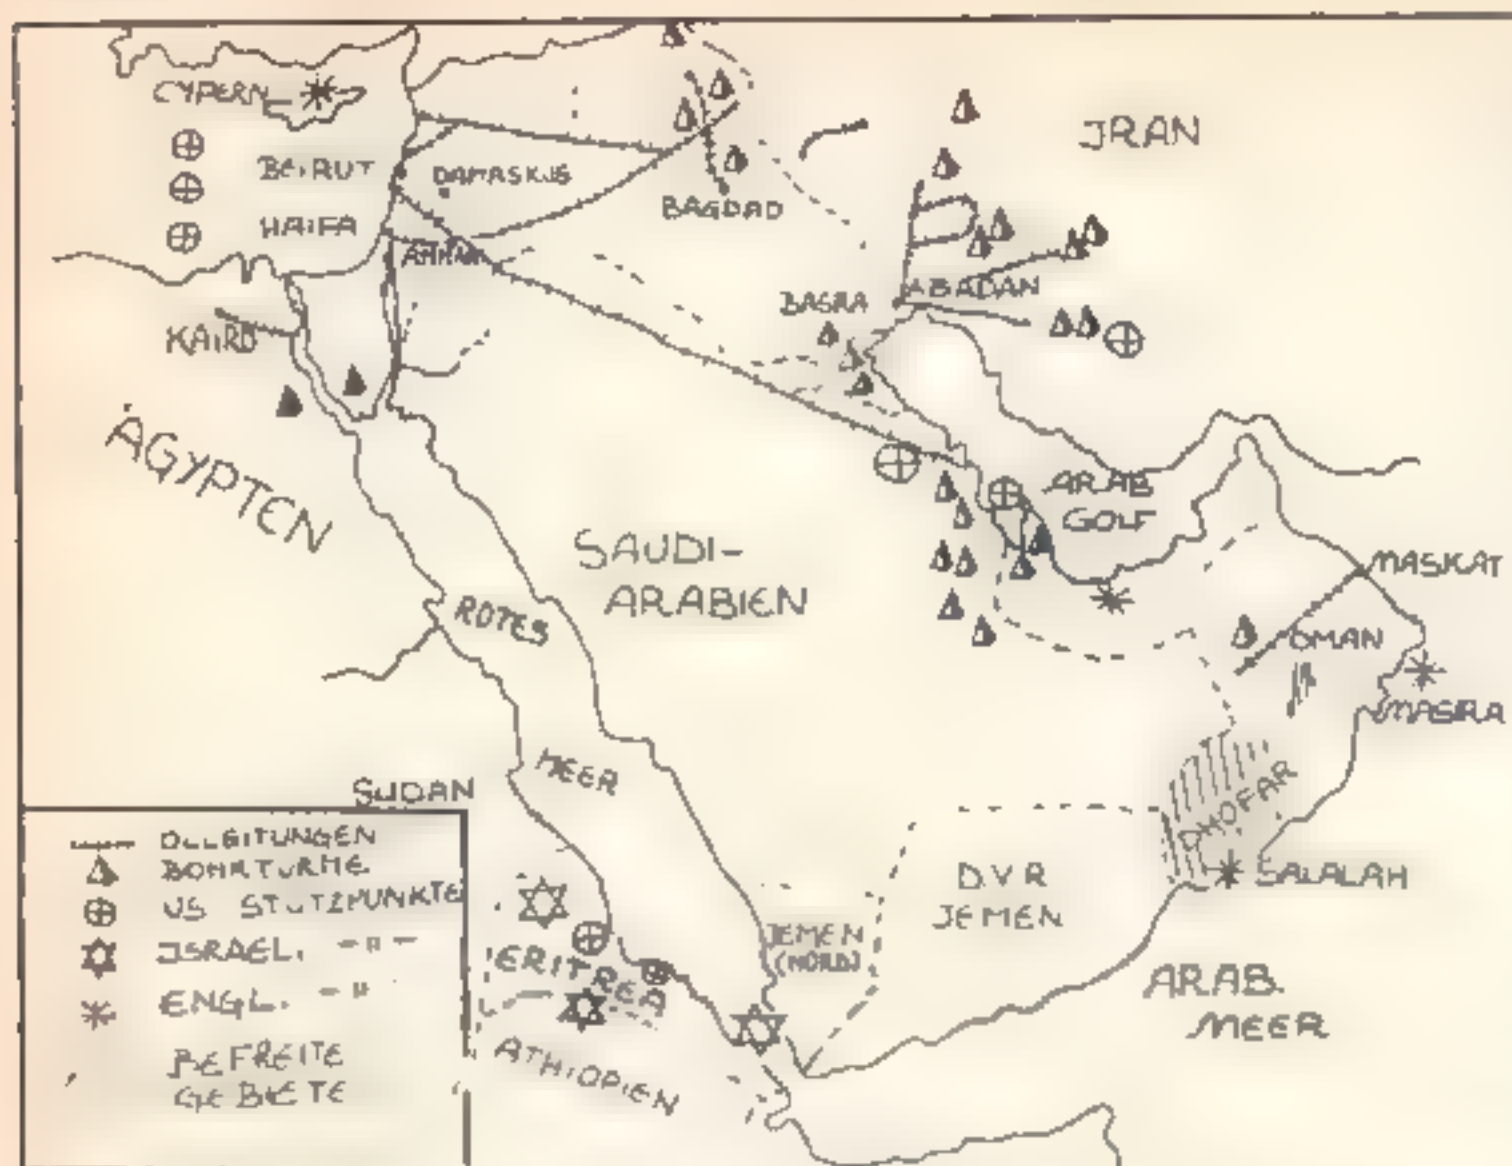 CYPERN
BEIRUT
DAMASKUS
HAIFA
AMMAN
BAGDAD
JRAN
ABADAN
BASRA
KAIRO
ÄGYPTEN
SAUDI-
ARABIEN
ARAB
GOLF
MASKAT
OMAN
MASIRA
ROTES
MEER
SUDAN
DHOFAR
SALALAH
D.V.R
JEMEN
JEMEN
(NORD)
ERITREA
ÄTHIOPIEN
ARAB.
MEER
ÖLLEITUNGEN
BOHRTÜRME
US STÜTZPUNKTE
JSRAEL. -"-
ENGL. -"-
BEFREITE
GEBIETE